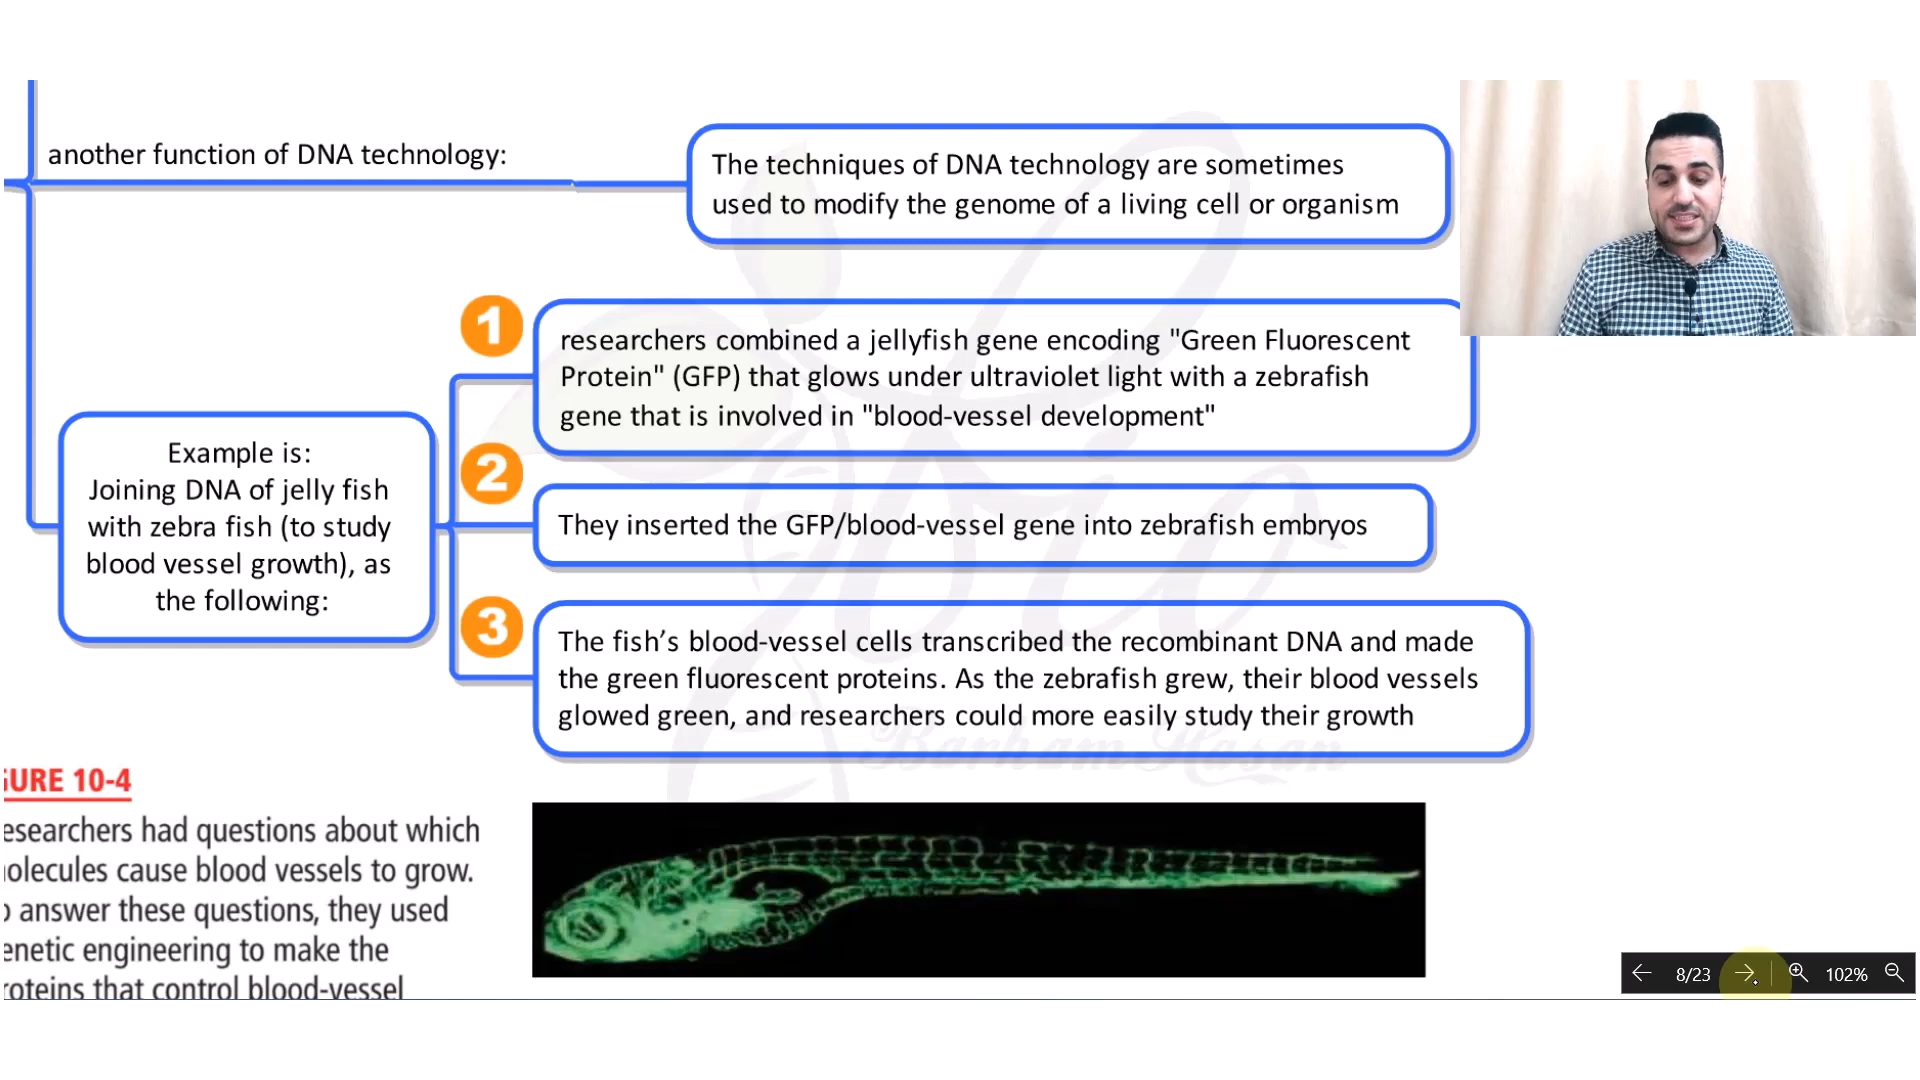 another function of DNA technology:
The techniques of DNA technology are sometimes
used to modify the genome of a living cell or organism
1
researchers combined a jellyfish gene encoding "Green Fluorescent
Protein" (GFP) that glows under ultraviolet light with a zebrafish
gene that is involved in "blood-vessel development"
Example is:
Joining DNA of jelly fish
with zebra fish (to study
blood vessel growth), as
the following:
2
They inserted the GFP/blood-vessel gene into zebrafish embryos
3
The fish’s blood-vessel cells transcribed the recombinant DNA and made
the green fluorescent proteins. As the zebrafish grew, their blood vessels
glowed green, and researchers could more easily study their growth
Bio
Barham Hasan
GURE 10-4
esearchers had questions about which
olecules cause blood vessels to grow.
o answer these questions, they used
enetic engineering to make the
roteins that control blood-vessel
8/23
102%